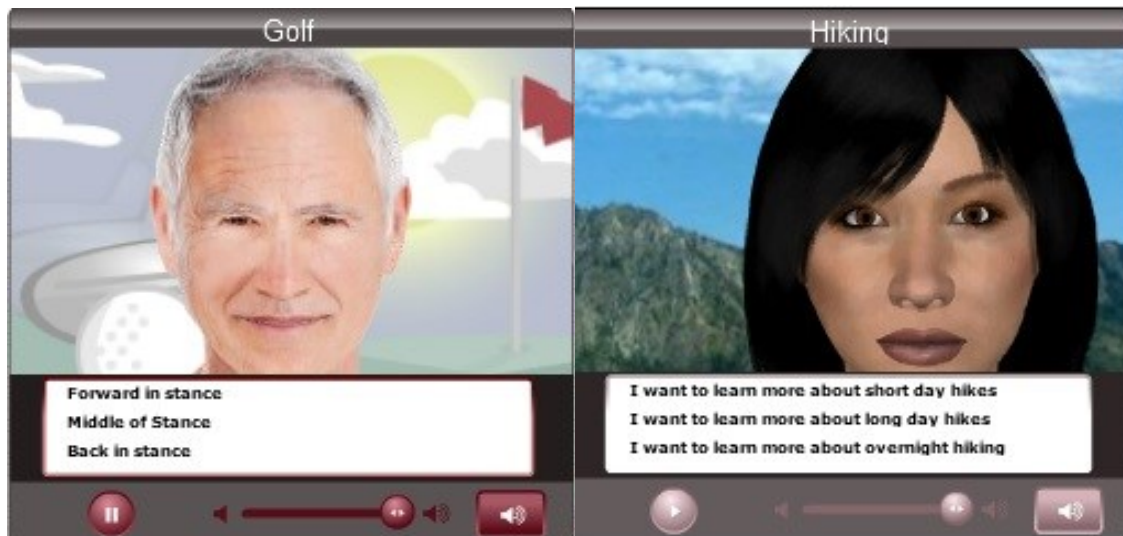 Golf
Forward in stance
Middle of Stance
Back in stance
Hiking
I want to learn more about short day hikes
I want to learn more about long day hikes
I want to learn more about overnight hiking